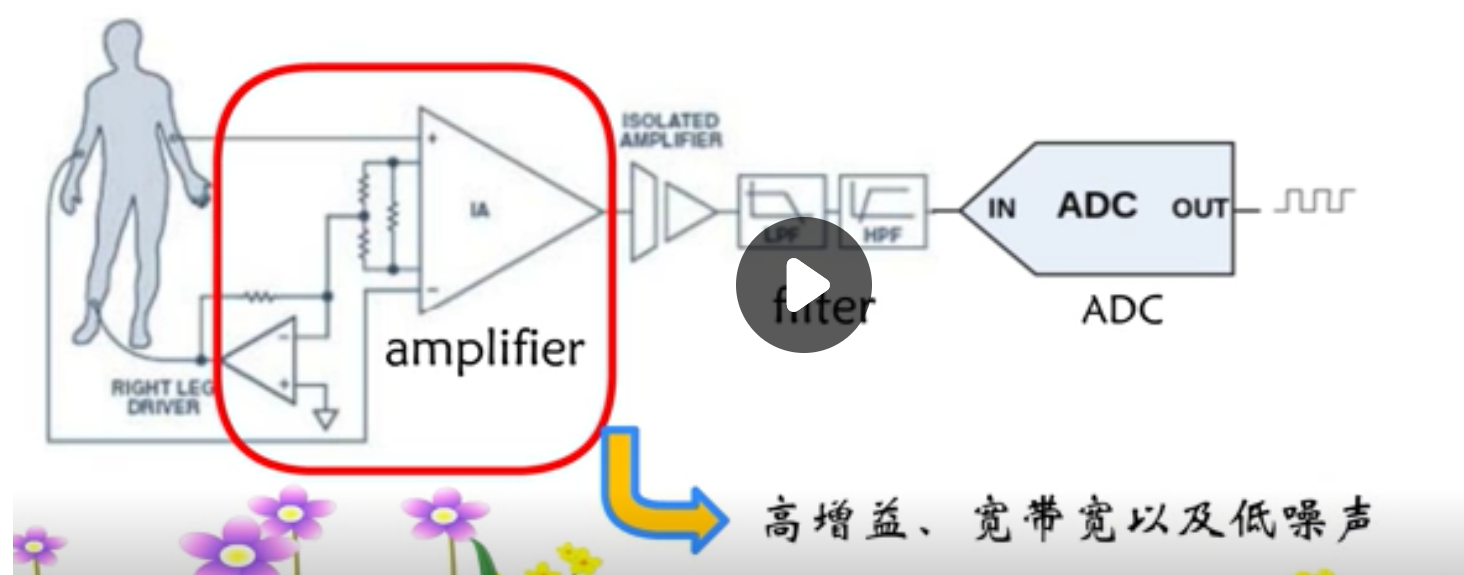 ISOLATED
AMPLIFIER
+
IA
−
LPF
HPF
IN
ADC
OUT
filter
ADC
amplifier
−
+
RIGHT LEG
DRIVER
高增益、宽带宽以及低噪声